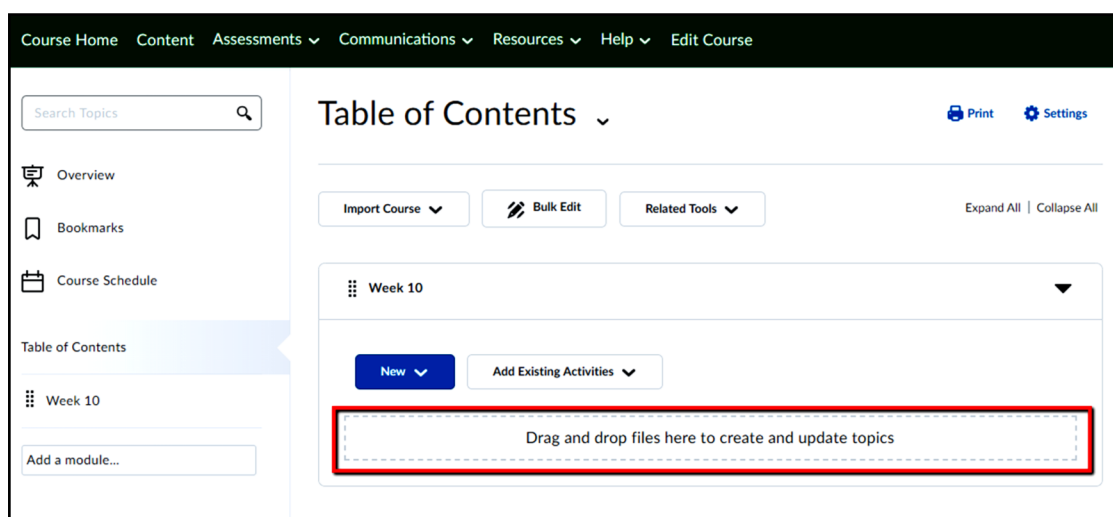 Course Home Content Assessments Communications Resources Help Edit Course
Search Topics
Overview
Bookmarks
Course Schedule
Table of Contents
Week 10
Add a module...
Table of Contents
Print Settings
Import Course Bulk Edit Related Tools Expand All | Collapse All
Week 10
New Add Existing Activities
Drag and drop files here to create and update topics